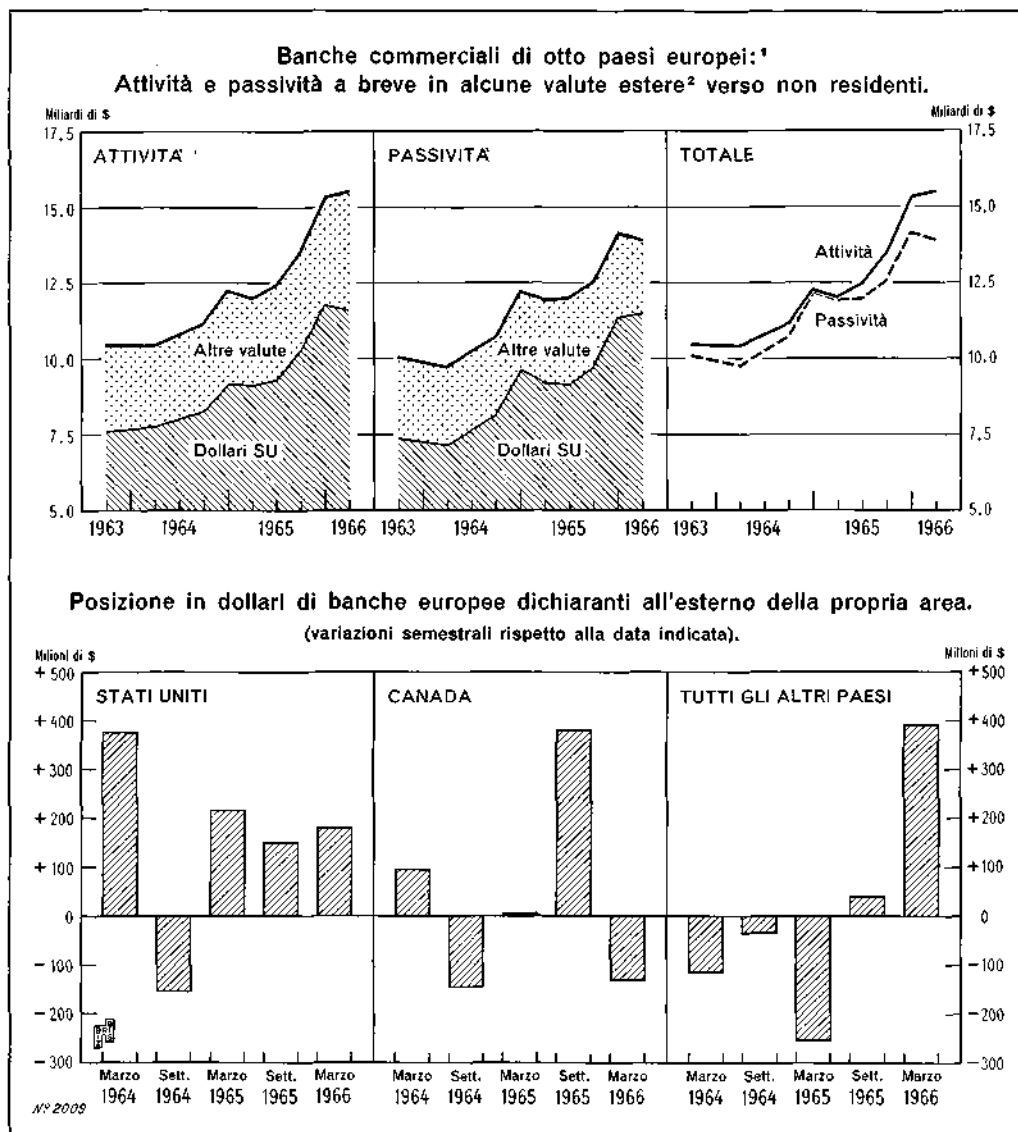 Banche commerciali di otto paesi europei:¹
Attività e passività a breve in alcune valute estere² verso non residenti.
Miliardi di $
Miliardi di $
17.5
15.0
12.5
10.0
7.5
5.0
ATTIVITÀ
Altre valute
Dollari SU
1963 1964 1965 1966
PASSIVITÀ
Altre valute
Dollari SU
1963 1964 1965 1966
TOTALE
Attività
Passività
1963 1964 1965 1966
17.5
15,0
12.5
10.0
7.5
5.0
Posizione in dollari di banche europee dichiaranti all'esterno della propria area.
(variazioni semestrali rispetto alla data indicata).
Milioni di $
Milioni di $
+500
+400
+300
+200
+100
0
-100
-200
-300
STATI UNITI
CANADA
TUTTI GLI ALTRI PAESI
+500
+400
+300
+200
+100
0
-100
-200
-300
Marzo Sett. Marzo Sett. Marzo
1964 1964 1965 1965 1966
Marzo Sett. Marzo Sett. Marzo
1964 1964 1965 1965 1966
Marzo Sett. Marzo Sett. Marzo
1964 1964 1965 1965 1966
Nº 2009